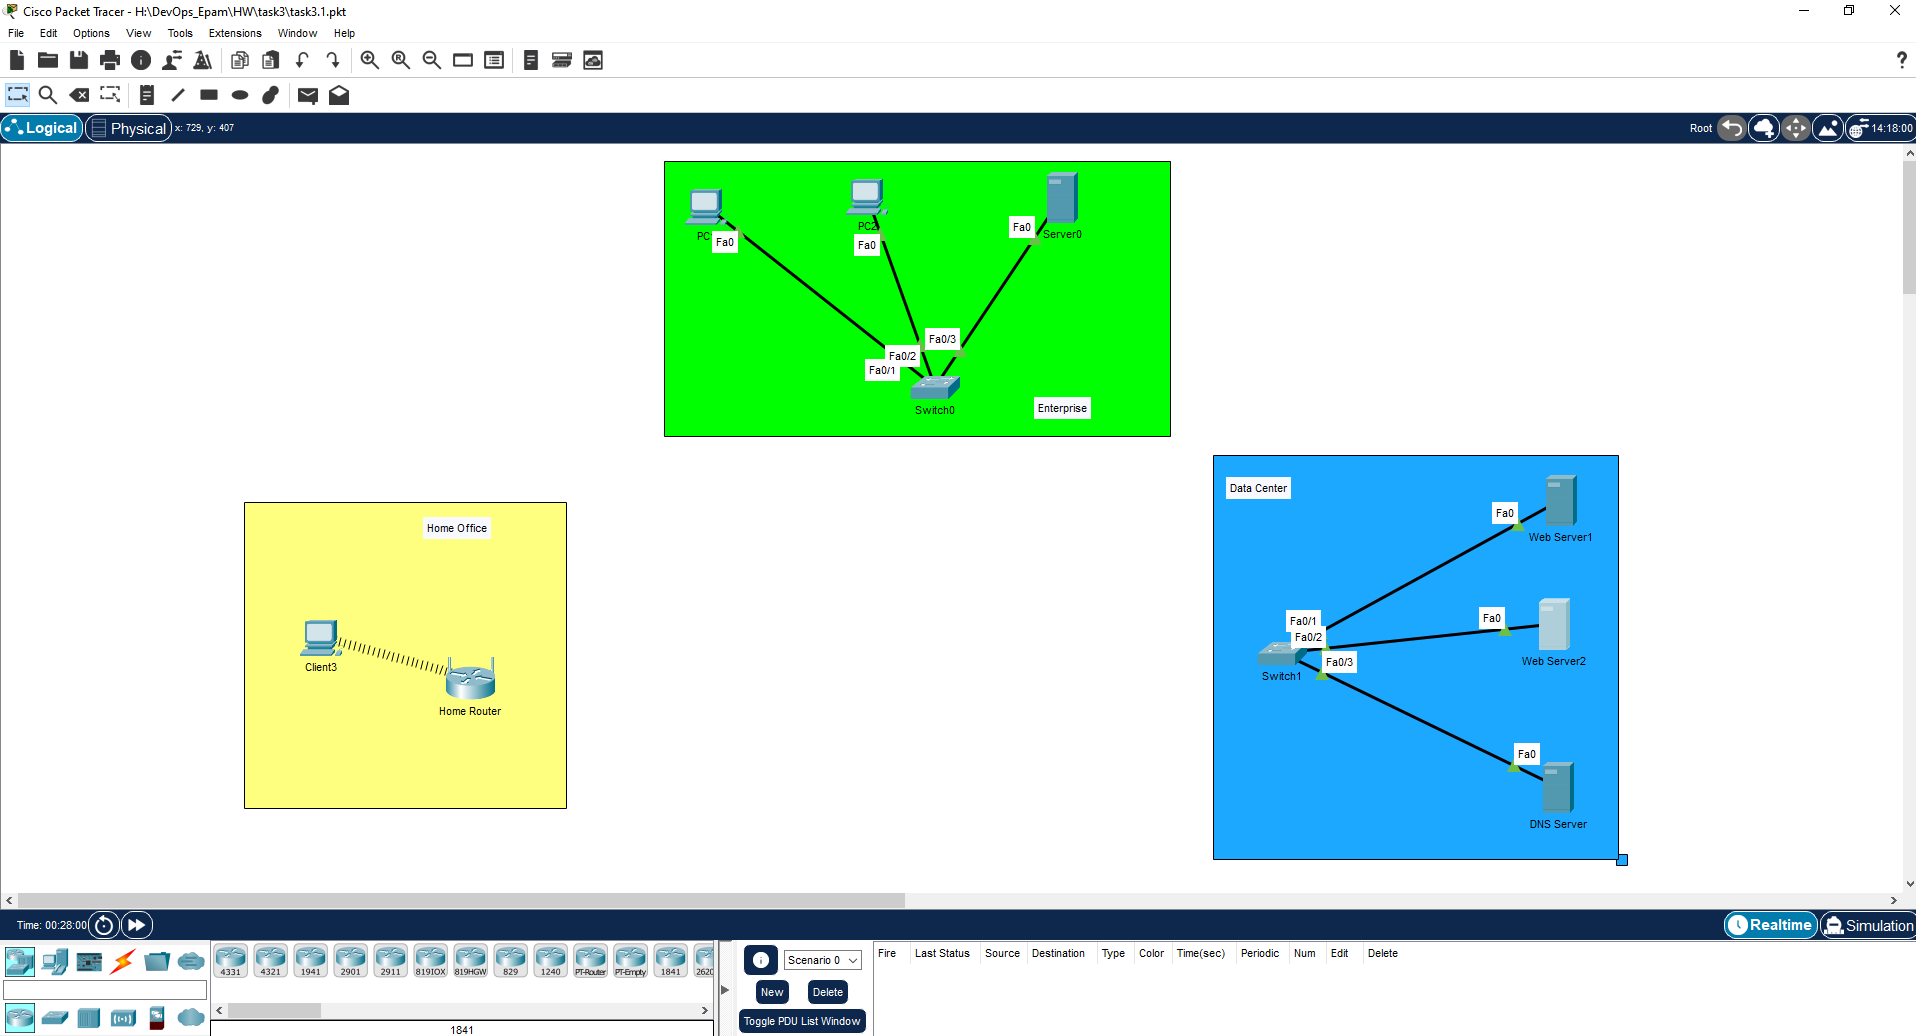 Cisco Packet Tracer - H:\DevOps_Epam\HW\task3\task3.1.pkt
File Edit Options View Tools Extensions Window Help
?
Logical Physical x: 729, y: 407 Root 14:18:00
PC
Fa0
PC2
Fa0
Fa0
Server0
Fa0/3
Fa0/2
Fa0/1
Switch0
Enterprise
Home Office
Client3
Home Router
Data Center
Fa0
Web Server1
Fa0/1
Fa0
Fa0/2
Fa0/3
Web Server2
Switch1
Fa0
DNS Server
Time: 00:28:00 Realtime Simulation
4331 4321 1941 2901 2911 819IOX 819HGW 829 1240 PT-Router PT-Empty 1841 2620
1841
Scenario 0
New Delete
Toggle PDU List Window
Fire Last Status Source Destination Type Color Time(sec) Periodic Num Edit Delete